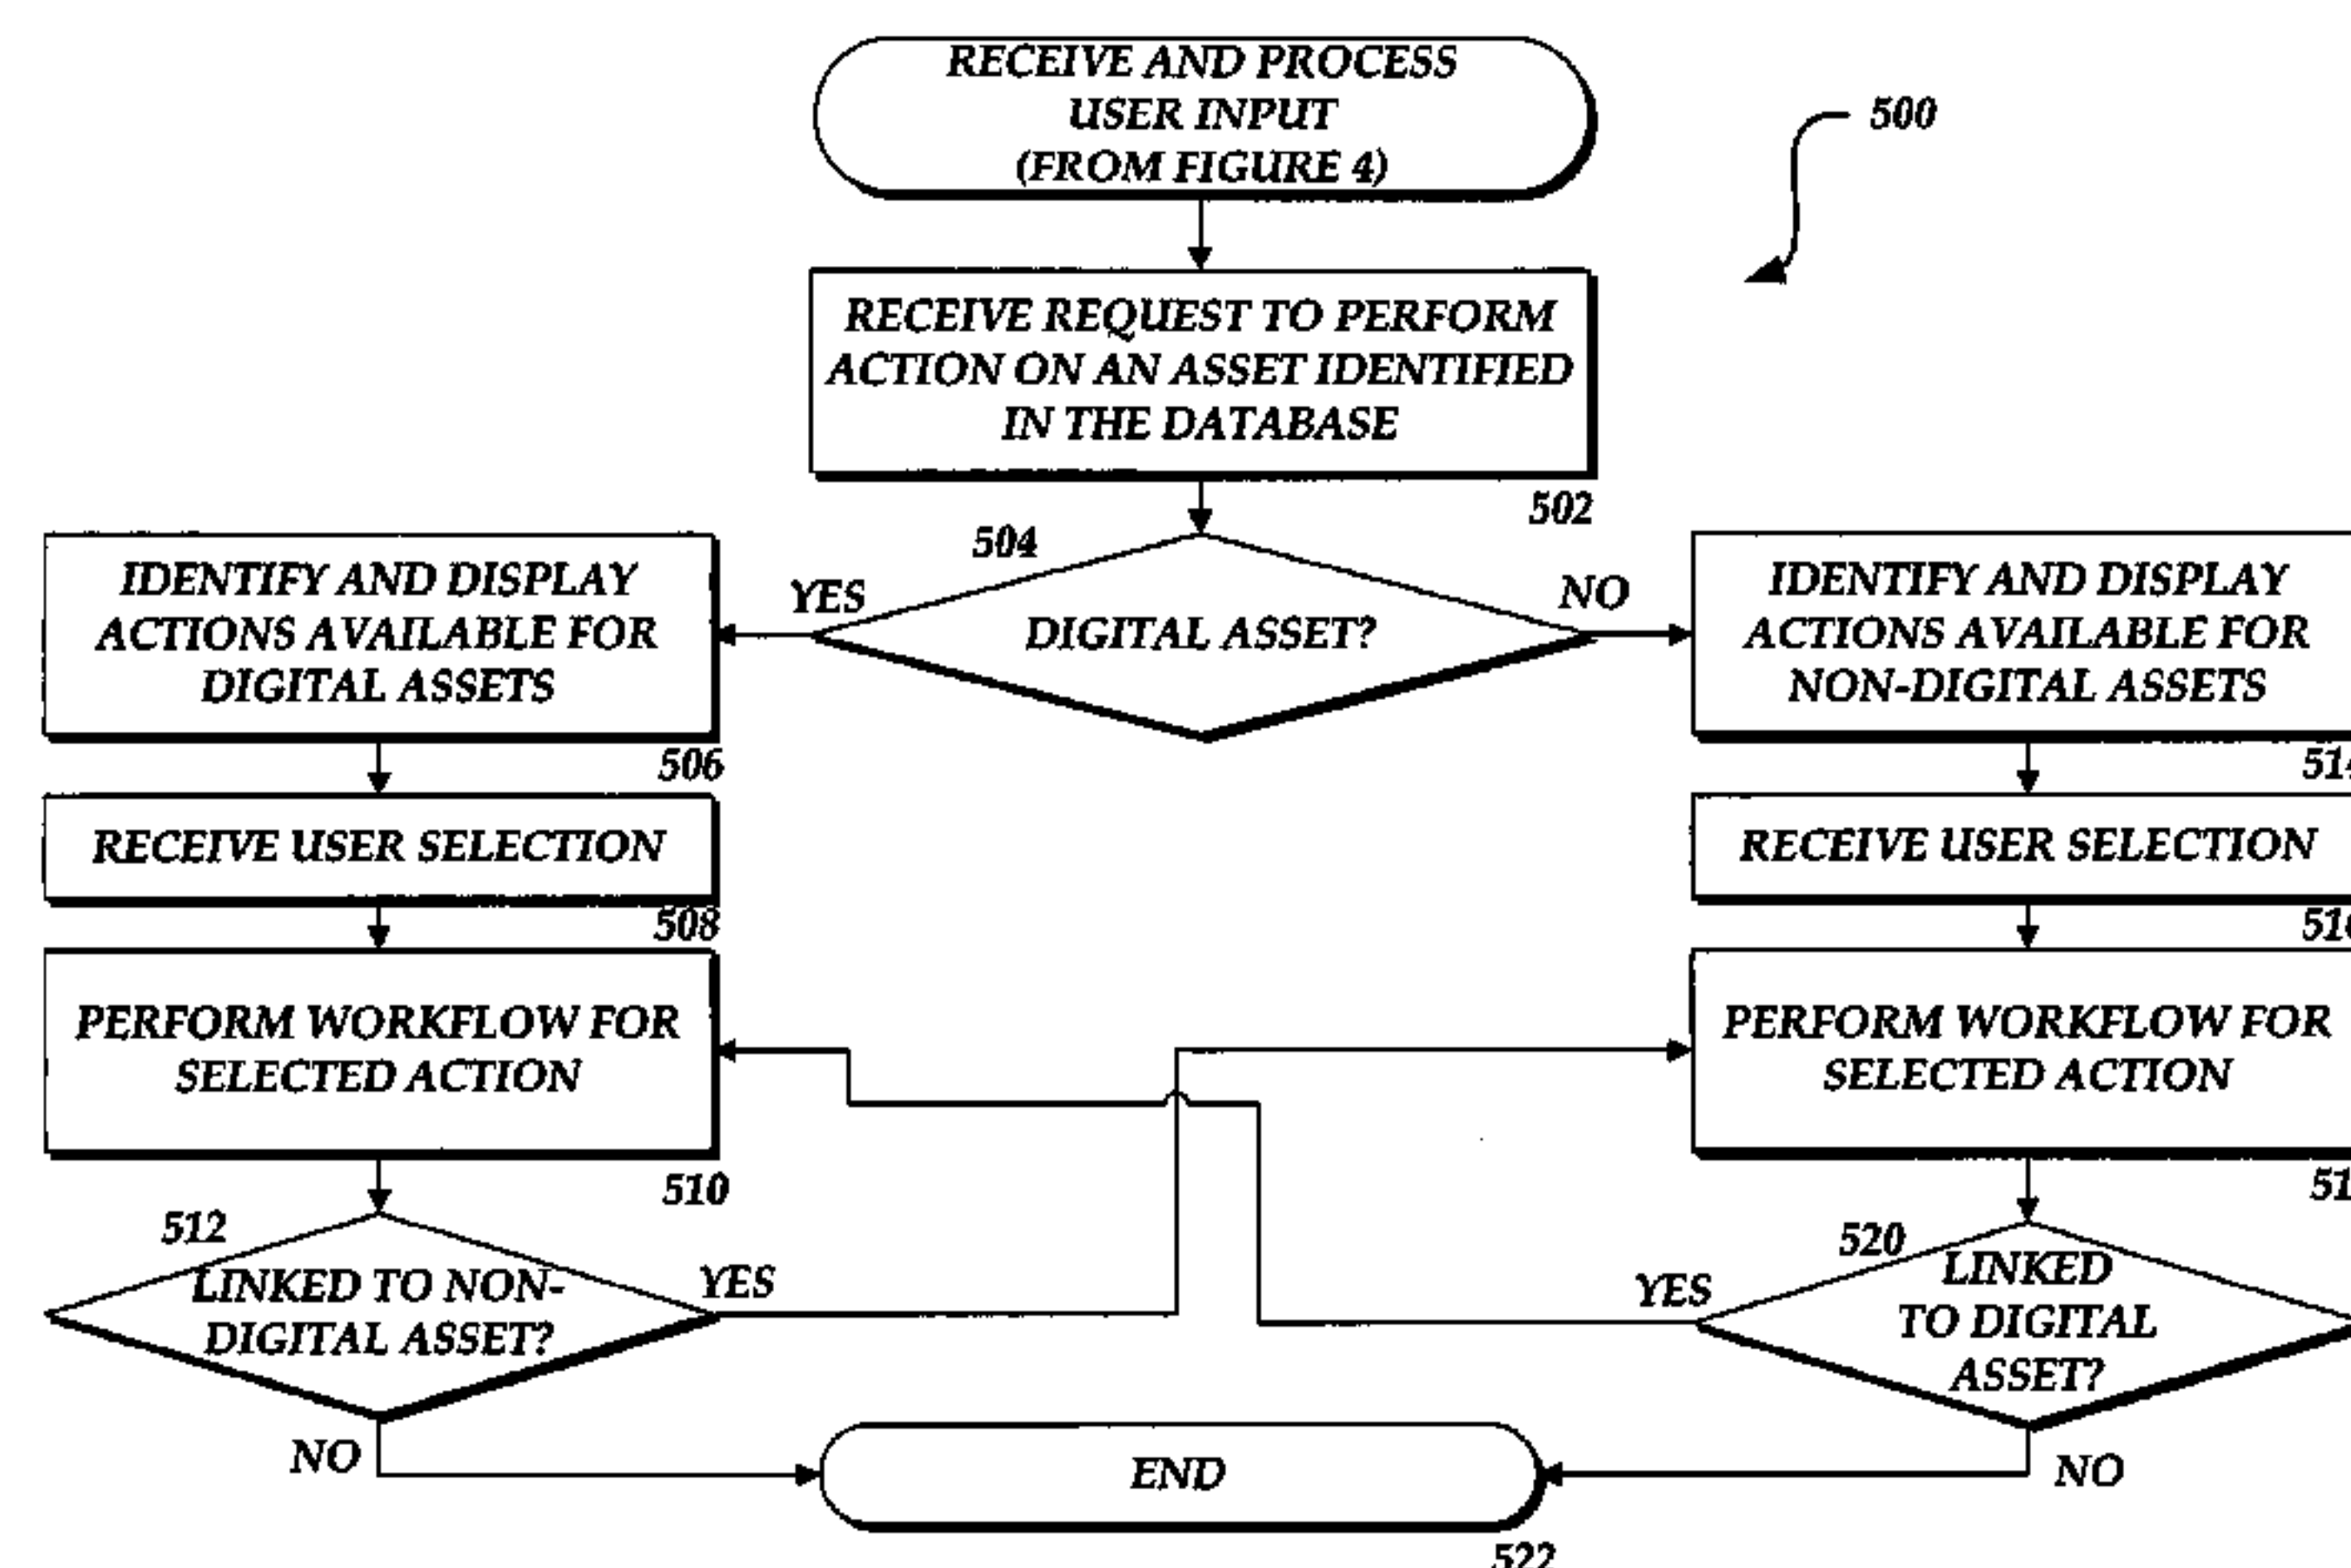 RECEIVE AND PROCESS
USER INPUT
(FROM FIGURE 4)
500
RECEIVE REQUEST TO PERFORM
ACTION ON AN ASSET IDENTIFIED
IN THE DATABASE
502
504
DIGITAL ASSET?
YES
NO
IDENTIFY AND DISPLAY
ACTIONS AVAILABLE FOR
DIGITAL ASSETS
506
RECEIVE USER SELECTION
508
PERFORM WORKFLOW FOR
SELECTED ACTION
510
512
LINKED TO NON-
DIGITAL ASSET?
YES
NO
IDENTIFY AND DISPLAY
ACTIONS AVAILABLE FOR
NON-DIGITAL ASSETS
RECEIVE USER SELECTION
PERFORM WORKFLOW FOR
SELECTED ACTION
520
LINKED
TO DIGITAL
ASSET?
YES
NO
END
522